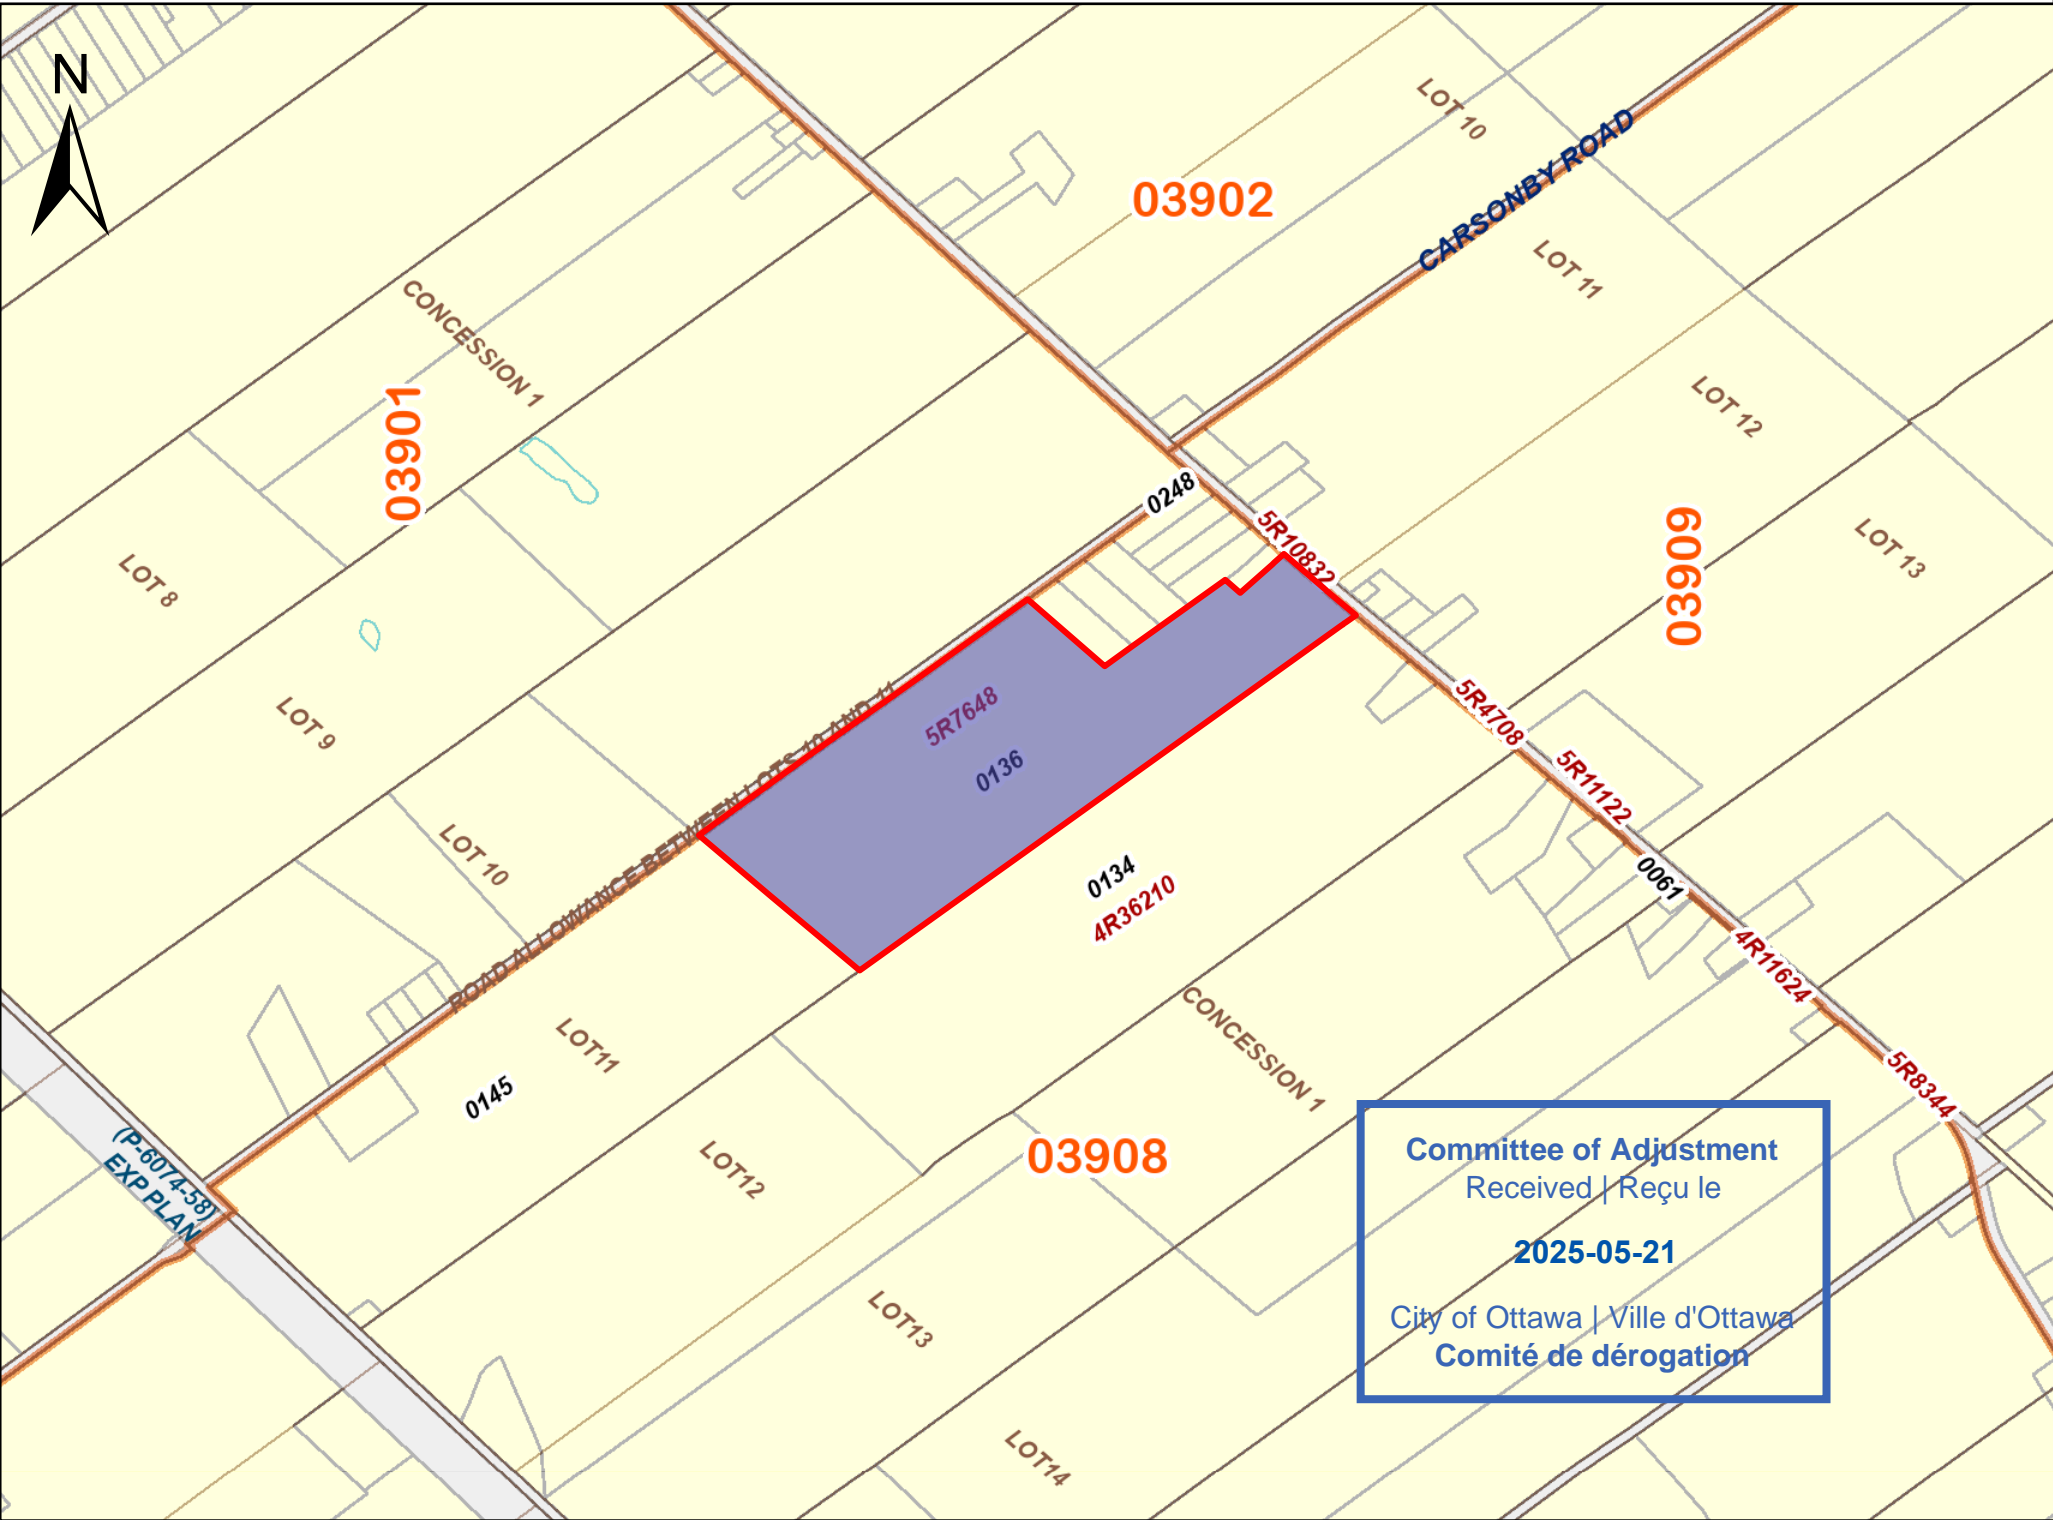 N
LOT 10
CARSONBY ROAD
03902
LOT 11
CONCESSION 1
03901
LOT 12
0248
5R10832
03909
LOT 13
LOT 8
5R7648
0136
LOT 9
5R4708
5R11122
ROAD ALLOWANCE BETWEEN LOTS 10 AND 11
LOT 10
0134
4R36210
0061
4R11624
CONCESSION 1
LOT11
0145
5R8344
(P-6074-58)
EXP PLAN
LOT12
03908
LOT13
LOT14
Committee of Adjustment
Received | Reçu le
2025-05-21
City of Ottawa | Ville d'Ottawa
Comité de dérogation